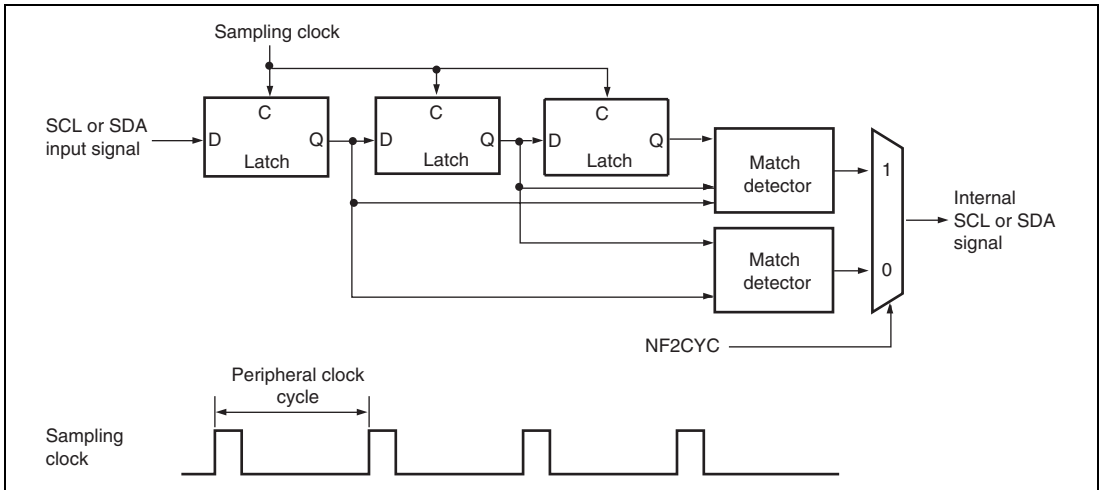 Sampling clock
SCL or SDA
input signal
D
C
Q
Latch
D
C
Q
Latch
D
C
Q
Latch
Match
detector
Match
detector
1
0
Internal
SCL or SDA
signal
NF2CYC
Peripheral clock
cycle
Sampling
clock